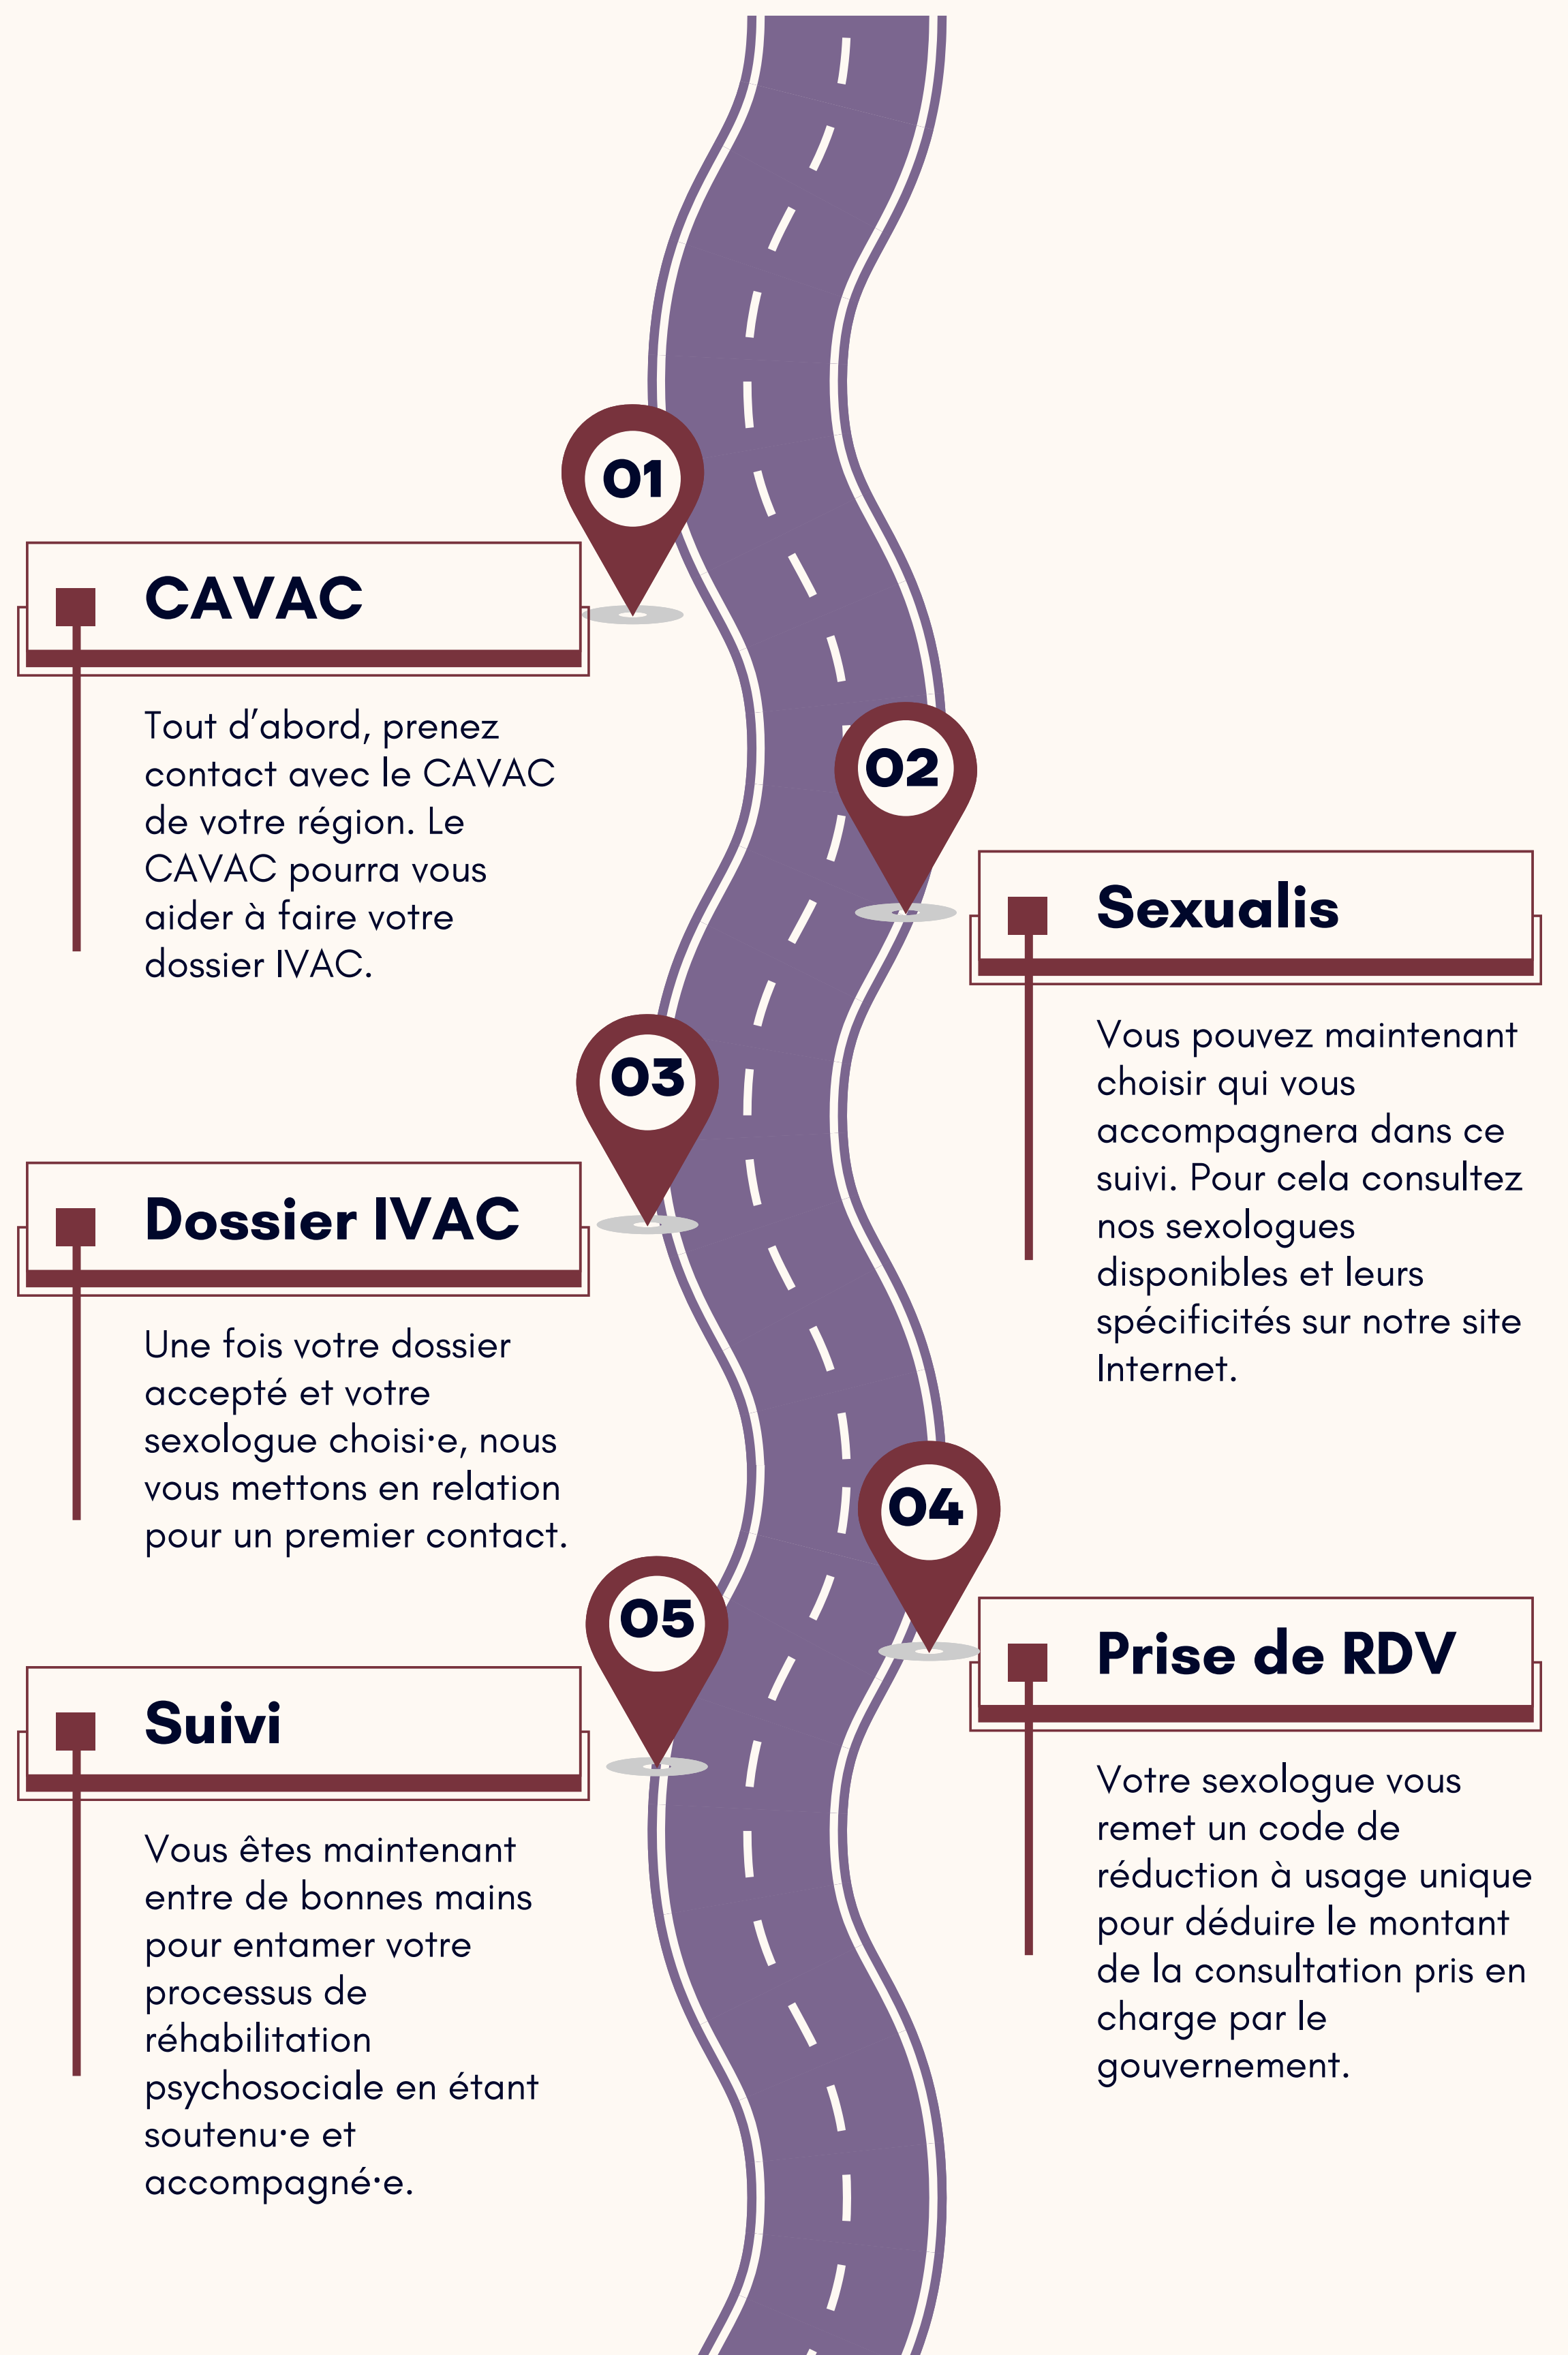 01
CAVAC
Tout d’abord, prenez
contact avec le CAVAC
de votre région. Le
CAVAC pourra vous
aider à faire votre
dossier IVAC.
02
Sexualis
Vous pouvez maintenant
choisir qui vous
accompagnera dans ce
suivi. Pour cela consultez
nos sexologues
disponibles et leurs
spécificités sur notre site
Internet.
03
Dossier IVAC
Une fois votre dossier
accepté et votre
sexologue choisi·e, nous
vous mettons en relation
pour un premier contact.
04
Prise de RDV
Votre sexologue vous
remet un code de
réduction à usage unique
pour déduire le montant
de la consultation pris en
charge par le
gouvernement.
05
Suivi
Vous êtes maintenant
entre de bonnes mains
pour entamer votre
processus de
réhabilitation
psychosociale en étant
soutenu·e et
accompagné·e.